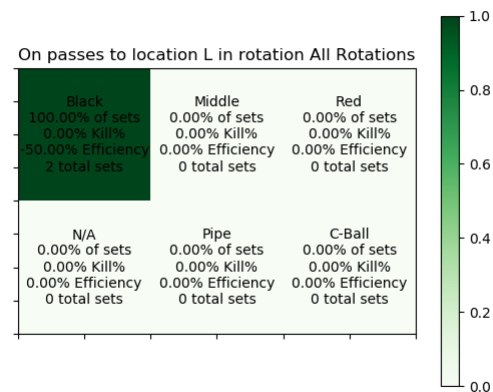 On passes to location L in rotation All Rotations
Black
100.00% of sets
0.00% Kill%
-50.00% Efficiency
2 total sets
Middle
0.00% of sets
0.00% Kill%
0.00% Efficiency
0 total sets
Red
0.00% of sets
0.00% Kill%
0.00% Efficiency
0 total sets
N/A
0.00% of sets
0.00% Kill%
0.00% Efficiency
0 total sets
Pipe
0.00% of sets
0.00% Kill%
0.00% Efficiency
0 total sets
C-Ball
0.00% of sets
0.00% Kill%
0.00% Efficiency
0 total sets
1.0
0.8
0.6
0.4
0.2
0.0